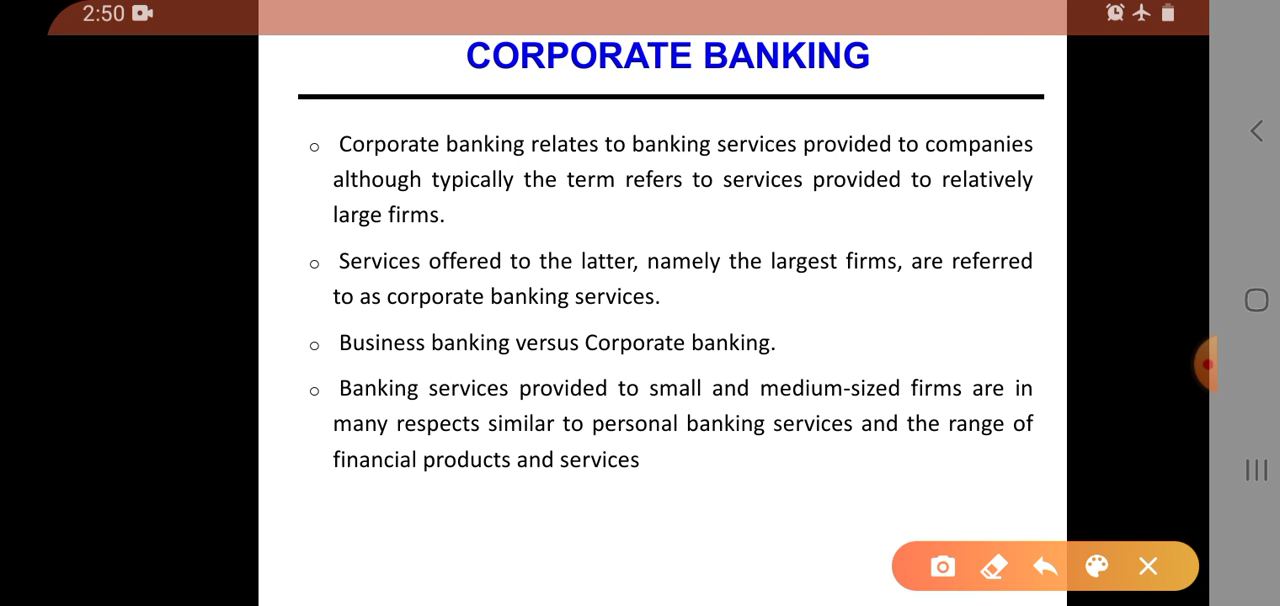 2:50
CORPORATE BANKING
Corporate banking relates to banking services provided to companies
although typically the term refers to services provided to relatively
large firms.
Services offered to the latter, namely the largest firms, are referred
to as corporate banking services.
Business banking versus Corporate banking.
Banking services provided to small and medium-sized firms are in
many respects similar to personal banking services and the range of
financial products and services